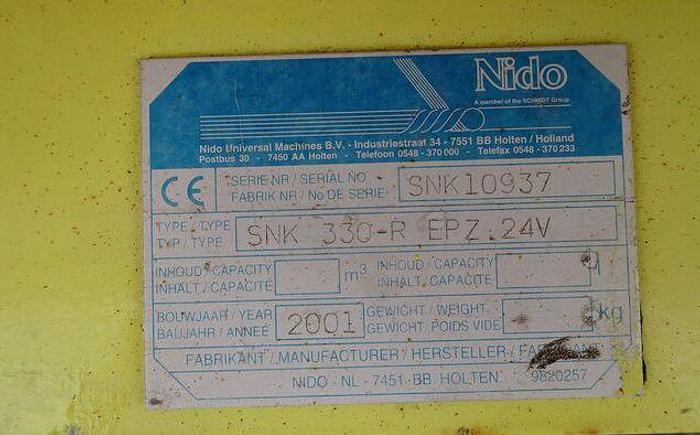 Nido
A member of the SCHMIDT Group
Nido Universal Machines B.V. - Industriestraat 34 - 7551 BB Holten / Holland
Postbus 30 - 7450 AA Holten - Telefoon 0548 - 370 000 - Telefax 0548 - 370 233
CE
SERIE NR / SERIAL NO
FABRIK NR / No DE SERIE
SNK10937
TYPE / TYPE
TYP / TYPE
SNK 330-R EPZ 24V
INHOUD / CAPACITY
INHALT / CAPACITE
m³
INHOUD / CAPACITY
INHALT / CAPACITE
BOUWJAAR / YEAR
BAUJAHR / ANNEE
2001
GEWICHT / WEIGHT
GEWICHT / POIDS VIDE
kg
FABRIKANT / MANUFACTURER / HERSTELLER / FABRICANT
NIDO - NL - 7451 - BB HOLTEN
9820257